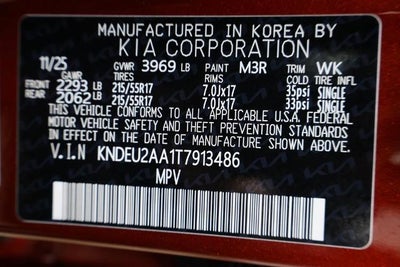 MANUFACTURED IN KOREA BY
KIA CORPORATION
11/25 GVWR 3969 LB PAINT M3R TRIM WK
GAWR TIRES RIMS COLD TIRE INFL
FRONT 2293 LB 215/55R17 7.0Jx17 35psi SINGLE
REAR 2062 LB 215/55R17 7.0Jx17 33psi SINGLE
THIS VEHICLE CONFORMS TO ALL APPLICABLE U.S.A. FEDERAL
MOTOR VEHICLE SAFETY AND THEFT PREVENTION STANDARDS
IN EFFECT ON THE DATE OF MANUFACTURE SHOWN ABOVE.
V.I.N KNDEU2AA1T7913486
MPV